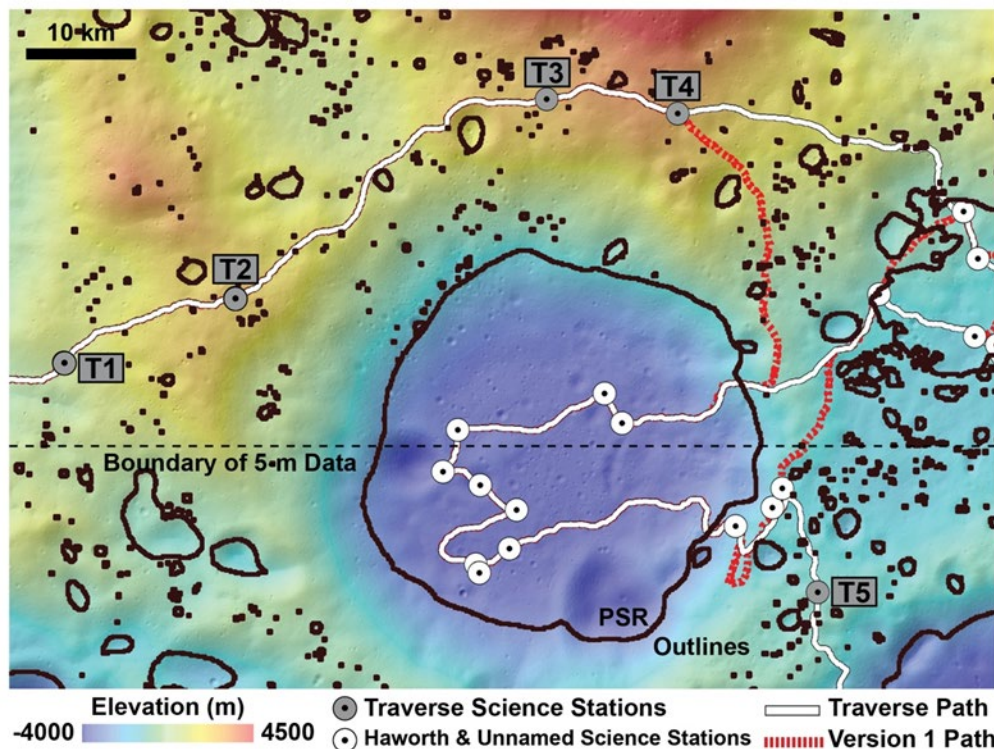 10 km
T3
T4
T2
T1
Boundary of 5-m Data
T5
PSR
Outlines
Elevation (m)
-4000
4500
Traverse Science Stations
Haworth & Unnamed Science Stations
Traverse Path
Version 1 Path